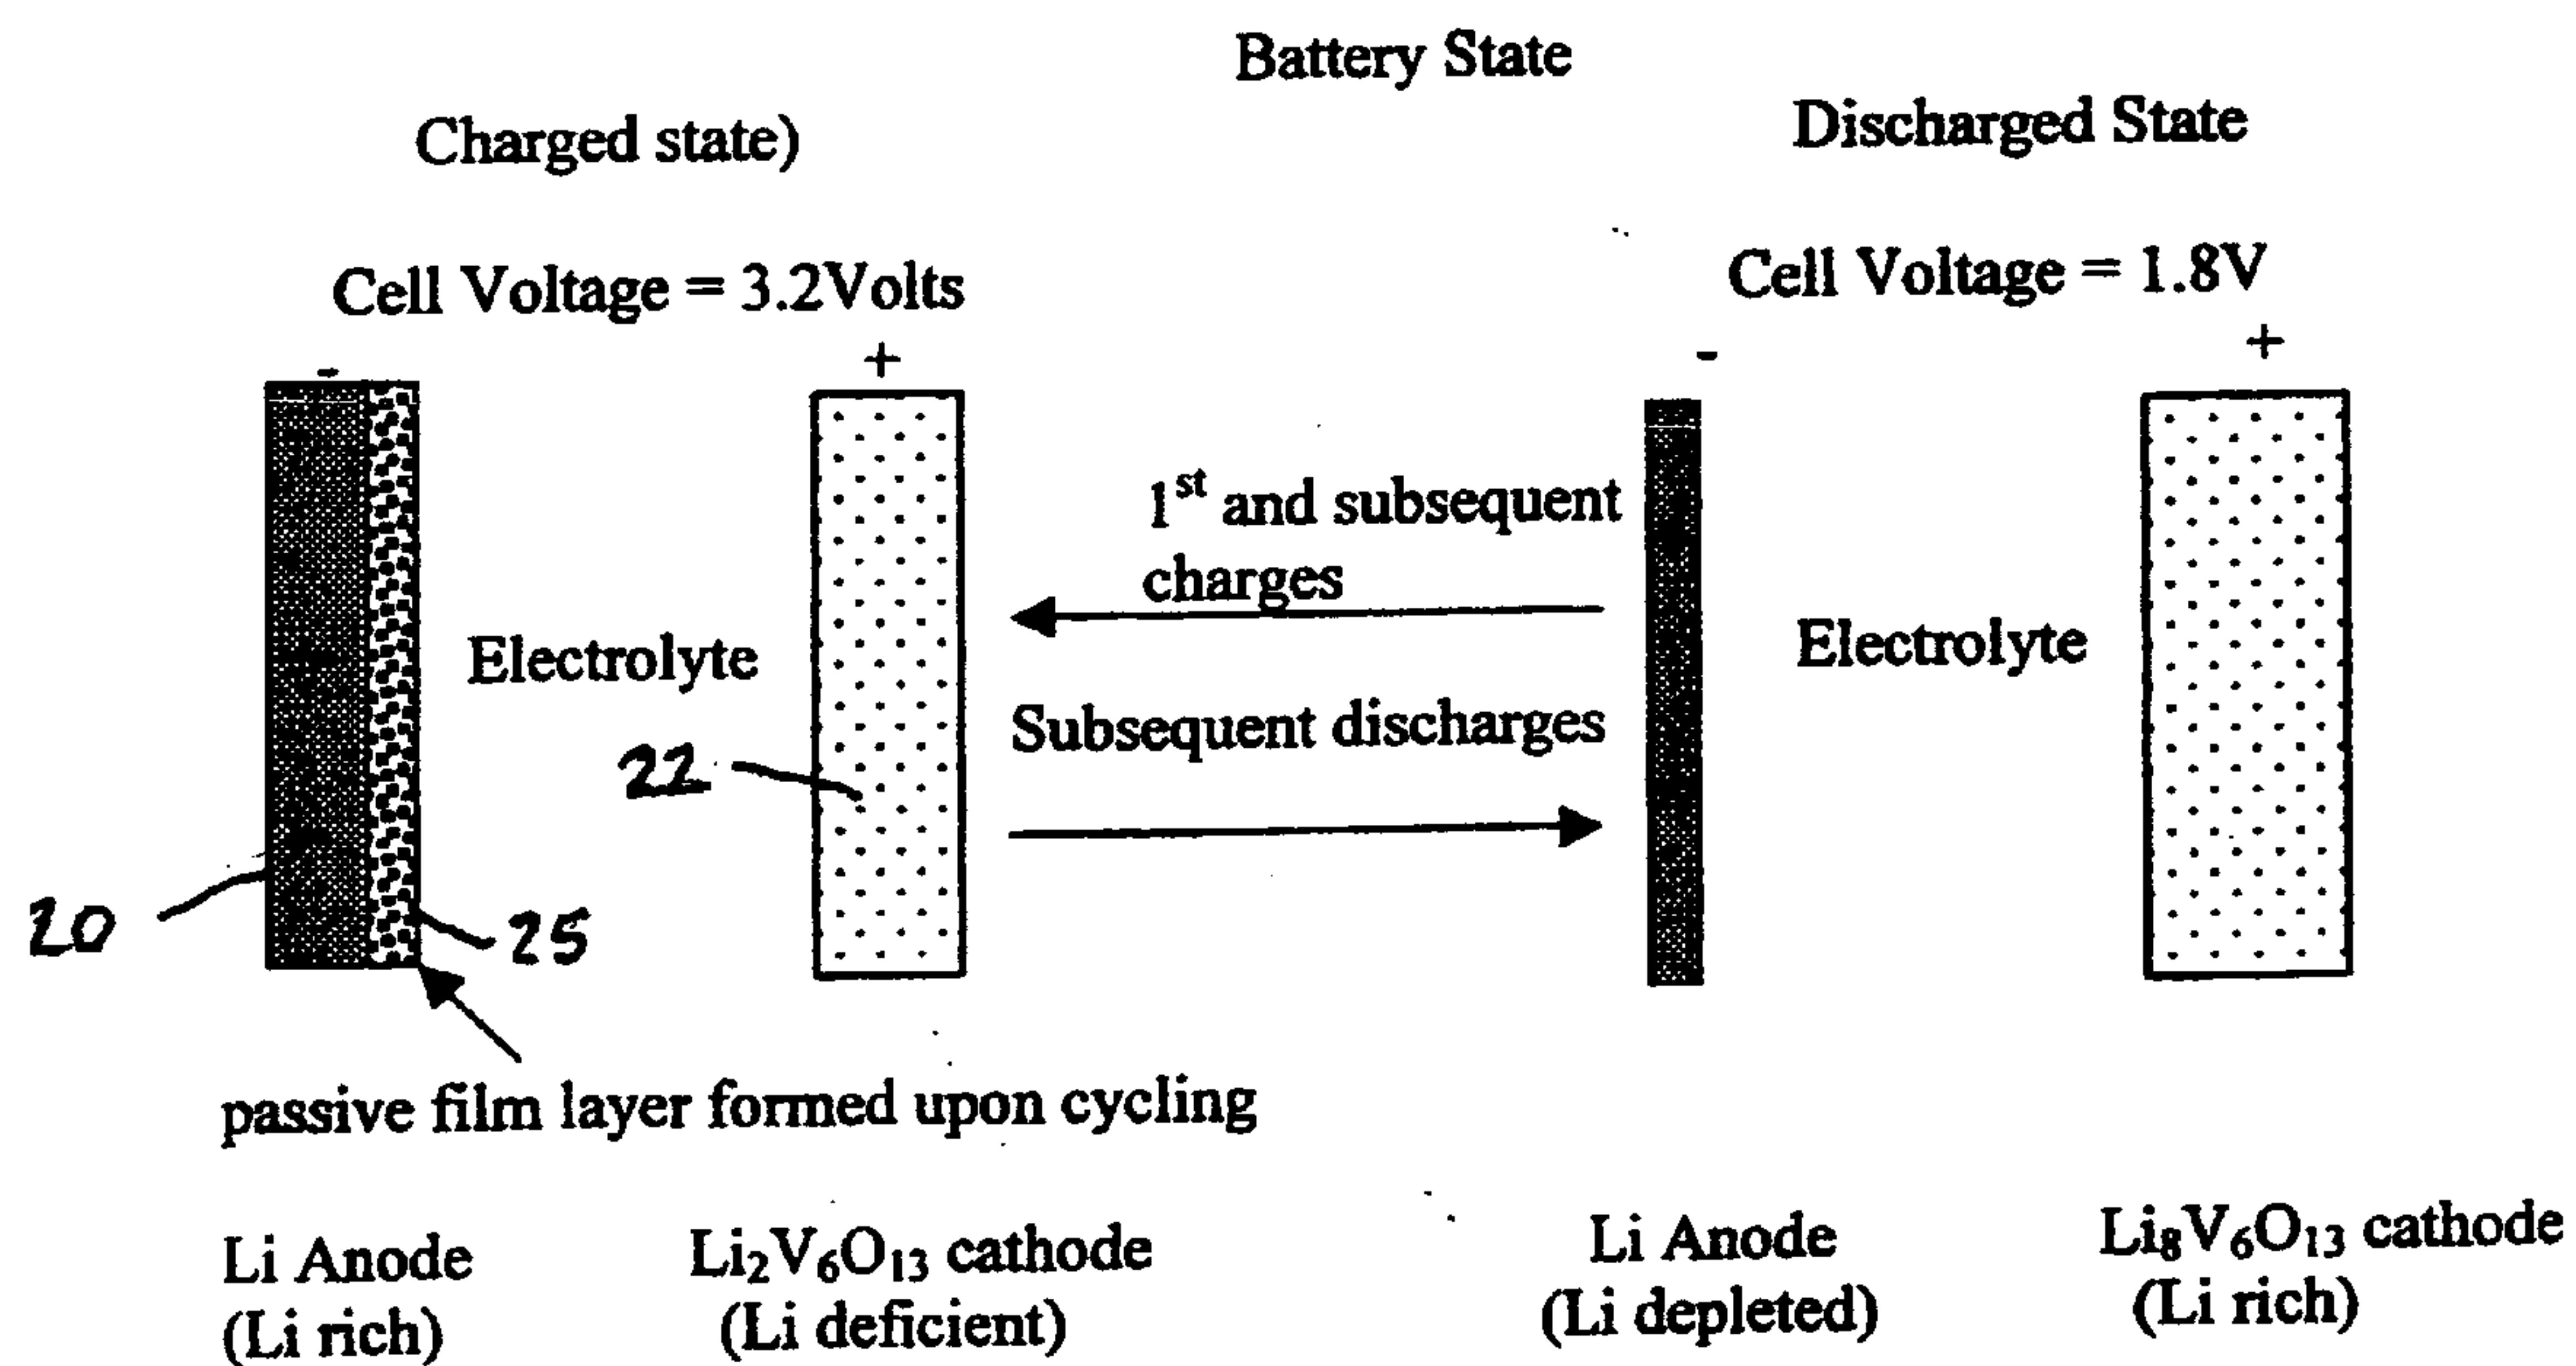 Battery State
Charged state)
Discharged State
Cell Voltage = 3.2Volts
Cell Voltage = 1.8V
-
+
-
+
1st and subsequent
charges
Electrolyte
Electrolyte
Subsequent discharges
22
20
25
passive film layer formed upon cycling
Li Anode
(Li rich)
Li₂V₆O₁₃ cathode
(Li deficient)
Li Anode
(Li depleted)
Li₈V₆O₁₃ cathode
(Li rich)